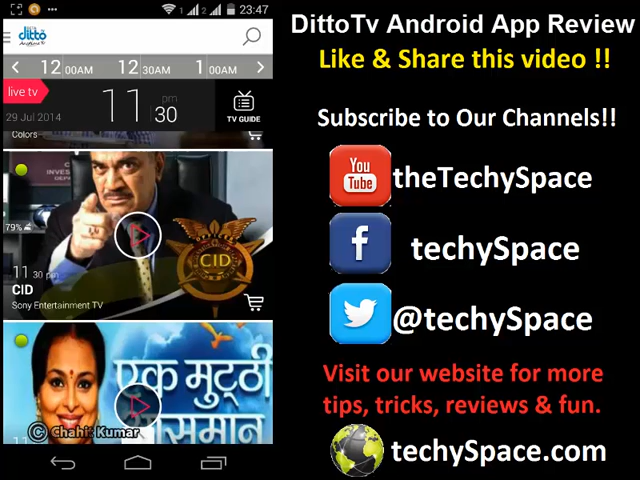 23:47
DittoTv Android App Review
Like & Share this video !!
Subscribe to Our Channels!!
You
Tube
theTechySpace
f
techySpace
@techySpace
Visit our website for more
tips, tricks, reviews & fun.
techySpace.com
ditto
12 00AM 12 30AM 1 00AM
live tv
29 Jul 2014
11 pm
30
TV GUIDE
Colors
79%
CID
11 30 pm
CID
Sony Entertainment TV
एक मुट्ठी
आसमान
© Chahit Kumar